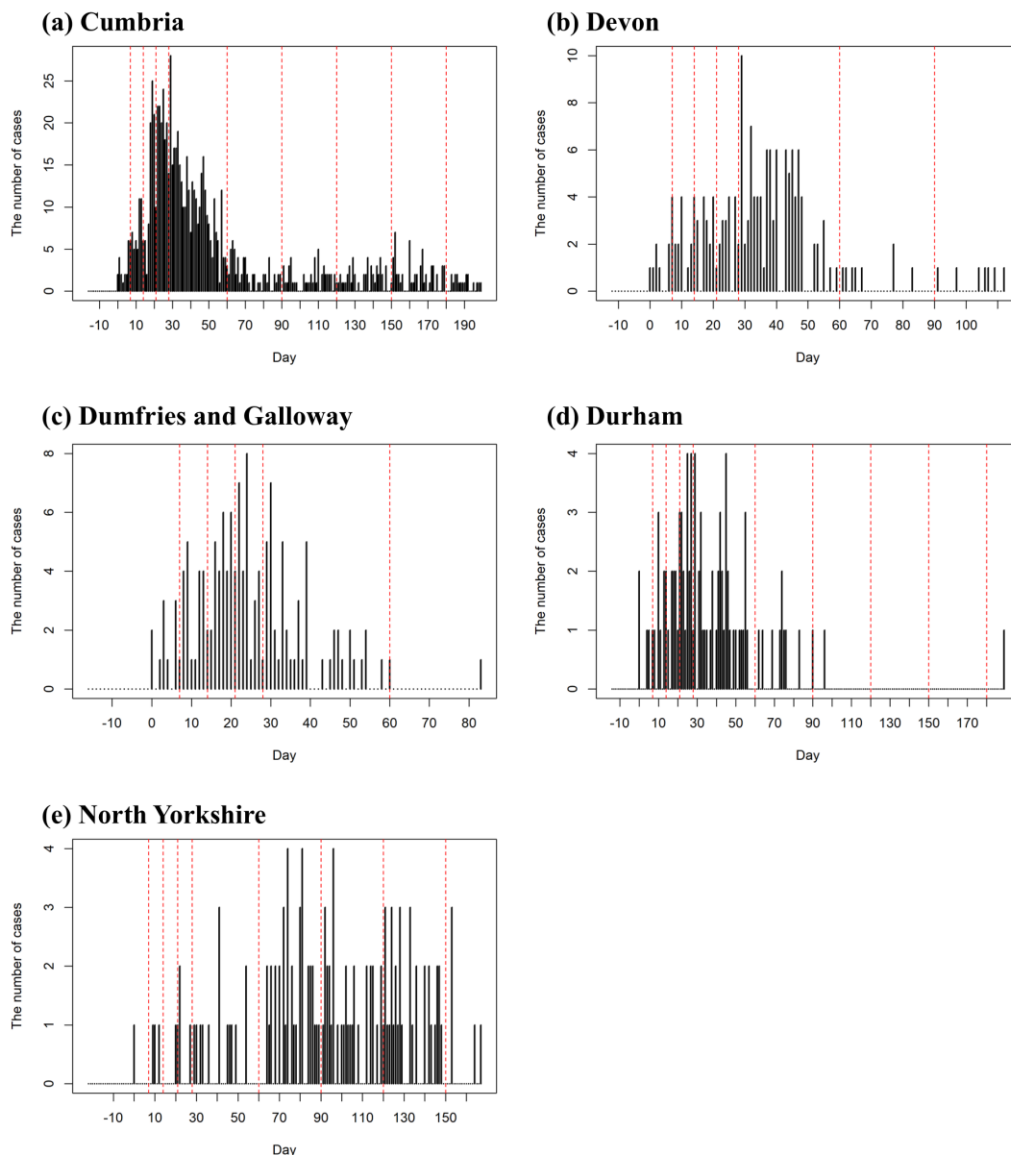 (a) Cumbria
The number of cases
0 5 10 15 20 25
-10 10 30 50 70 90 110 130 150 170 190
Day
(b) Devon
The number of cases
0 2 4 6 8 10
-10 0 10 20 30 40 50 60 70 80 90 100
Day
(c) Dumfries and Galloway
The number of cases
0 2 4 6 8
-10 0 10 20 30 40 50 60 70 80
Day
(d) Durham
The number of cases
0 1 2 3 4
-10 10 30 50 70 90 110 130 150 170
Day
(e) North Yorkshire
The number of cases
0 1 2 3 4
-10 10 30 50 70 90 110 130 150
Day